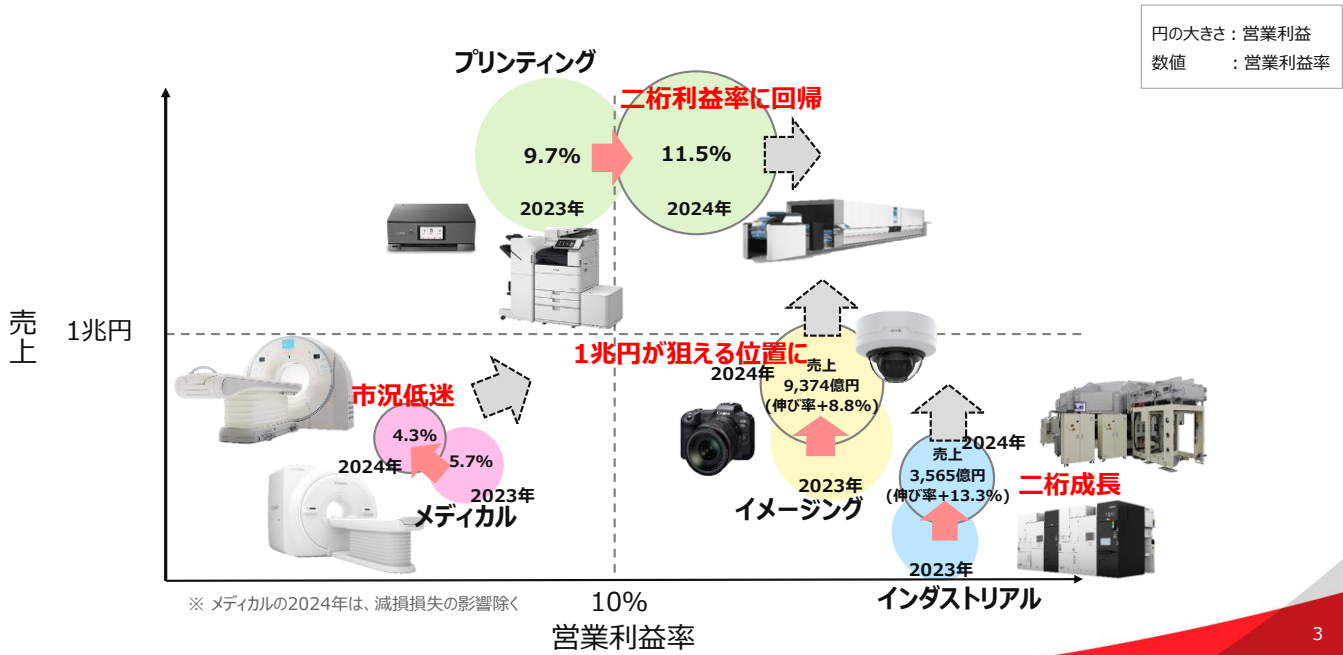 円の大きさ：営業利益
数値　　：営業利益率
プリンティング
二桁利益率に回帰
9.7%
11.5%
2023年
2024年
売上
1兆円
1兆円が狙える位置に
2024年
売上
9,374億円
(伸び率+8.8%)
2023年
イメージング
市況低迷
4.3%
5.7%
2024年
2023年
メディカル
2024年
売上
3,565億円
(伸び率+13.3%)
二桁成長
2023年
インダストリアル
※ メディカルの2024年は、減損損失の影響除く
10%
営業利益率
3